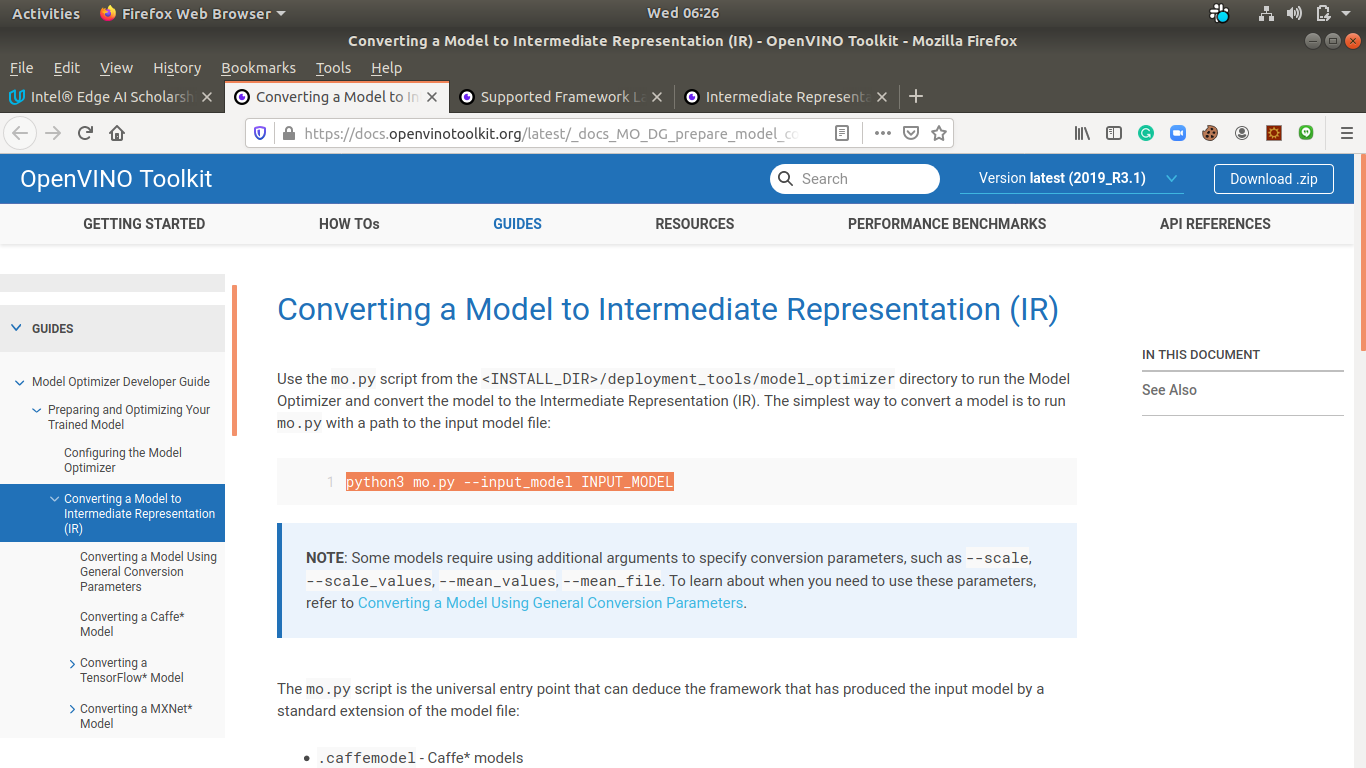 Activities Firefox Web Browser Wed 06:26
Converting a Model to Intermediate Representation (IR) - OpenVINO Toolkit - Mozilla Firefox
File Edit View History Bookmarks Tools Help
Intel® Edge AI Scholarsh Converting a Model to In Supported Framework La Intermediate Representa
https://docs.openvinotoolkit.org/latest/_docs_MO_DG_prepare_model_co
OpenVINO Toolkit Search Version latest (2019_R3.1) Download .zip
GETTING STARTED HOW TOs GUIDES RESOURCES PERFORMANCE BENCHMARKS API REFERENCES
GUIDES
Model Optimizer Developer Guide
Preparing and Optimizing Your
Trained Model
Configuring the Model
Optimizer
Converting a Model to
Intermediate Representation
(IR)
Converting a Model Using
General Conversion
Parameters
Converting a Caffe*
Model
Converting a
TensorFlow* Model
Converting a MXNet*
Model
Converting a Model to Intermediate Representation (IR)
Use the mo.py script from the <INSTALL_DIR>/deployment_tools/model_optimizer directory to run the Model
Optimizer and convert the model to the Intermediate Representation (IR). The simplest way to convert a model is to run
mo.py with a path to the input model file:
1 python3 mo.py --input_model INPUT_MODEL
NOTE: Some models require using additional arguments to specify conversion parameters, such as --scale,
--scale_values, --mean_values, --mean_file. To learn about when you need to use these parameters,
refer to Converting a Model Using General Conversion Parameters.
The mo.py script is the universal entry point that can deduce the framework that has produced the input model by a
standard extension of the model file:
• .caffemodel - Caffe* models
IN THIS DOCUMENT
See Also